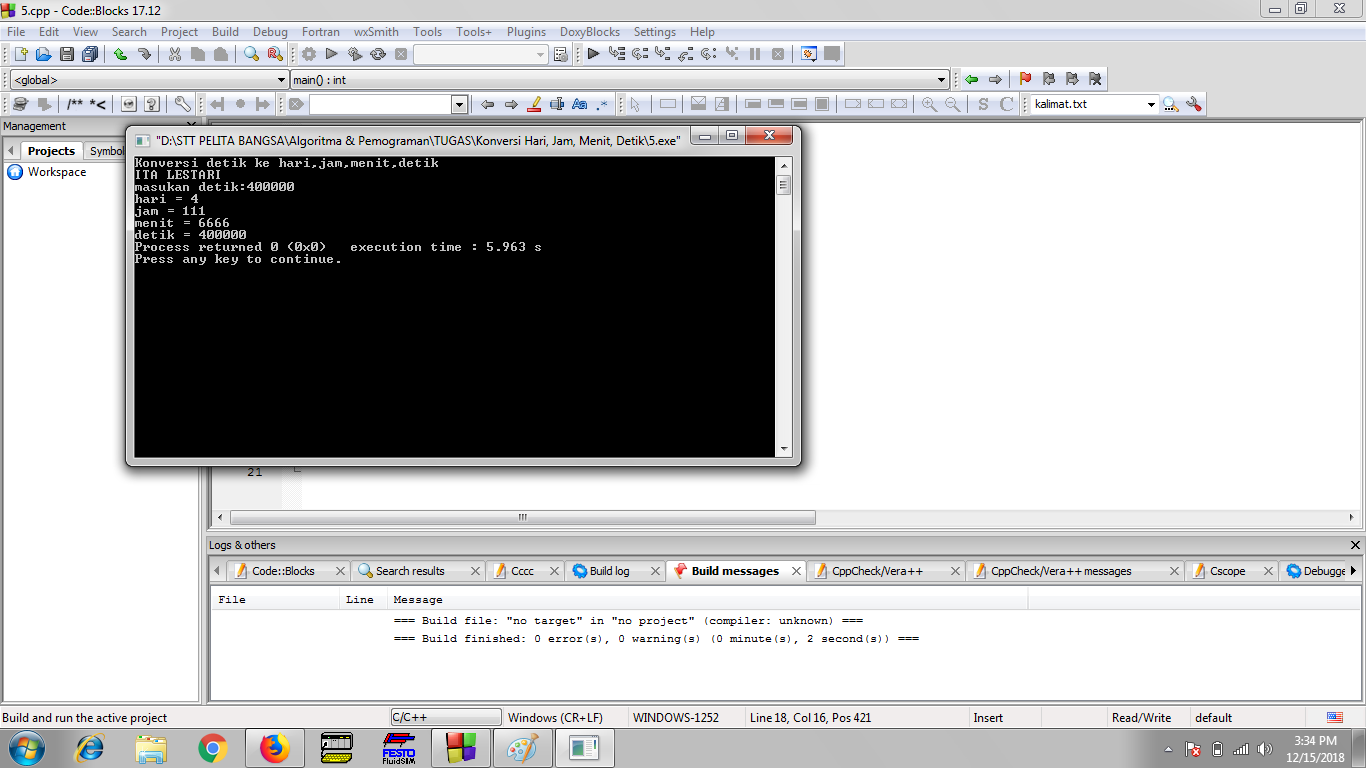 5.cpp - Code::Blocks 17.12
File Edit View Search Project Build Debug Fortran wxSmith Tools Tools+ Plugins DoxyBlocks Settings Help
<global> main() : int
/** *< Aa .* S C kalimat.txt
Management
Projects Symbol
Workspace
"D:\STT PELITA BANGSA\Algoritma & Pemograman\TUGAS\Konversi Hari, Jam, Menit, Detik\5.exe"
Konversi detik ke hari,jam,menit,detik
ITA LESTARI
masukan detik:400000
hari = 4
jam = 111
menit = 6666
detik = 400000
Process returned 0 (0x0)   execution time : 5.963 s
Press any key to continue.
21
Logs & others
Code::Blocks Search results Cccc Build log Build messages CppCheck/Vera++ CppCheck/Vera++ messages Cscope Debugge
File Line Message
=== Build file: "no target" in "no project" (compiler: unknown) ===
=== Build finished: 0 error(s), 0 warning(s) (0 minute(s), 2 second(s)) ===
Build and run the active project C/C++ Windows (CR+LF) WINDOWS-1252 Line 18, Col 16, Pos 421 Insert Read/Write default
FESTO
FluidSIM
3:34 PM
12/15/2018